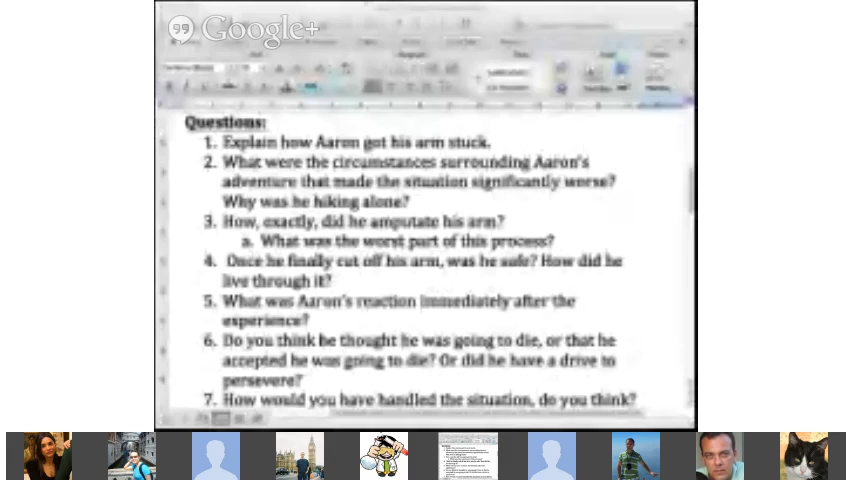 Google+
Questions:
1. Explain how Aaron got his arm stuck.
2. What were the circumstances surrounding Aaron's
adventure that made the situation significantly worse?
Why was he hiking alone?
3. How, exactly, did he amputate his arm?
a. What was the worst part of this process?
4. Once he finally cut off his arm, was he safe? How did he
live through it?
5. What was Aaron's reaction immediately after the
experience?
6. Do you think he thought he was going to die, or that he
accepted he was going to die? Or did he have a drive to
persevere?
7. How would you have handled the situation, do you think?